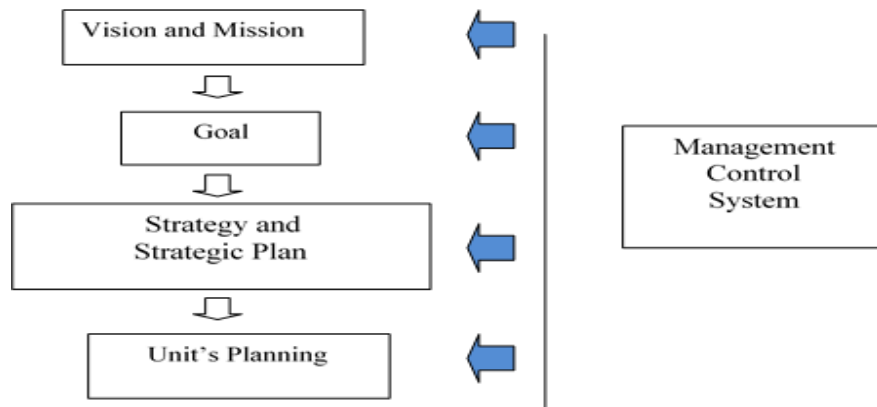 Vision and Mission
Goal
Strategy and
Strategic Plan
Unit's Planning
Management
Control
System